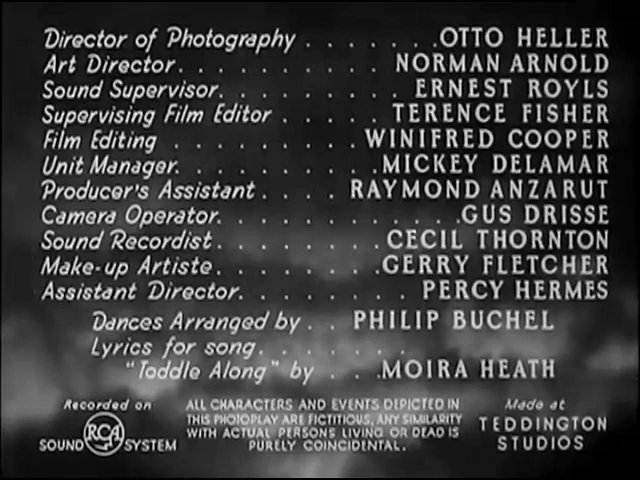 Director of Photography . . . . . . . OTTO HELLER
Art Director . . . . . . . . . NORMAN ARNOLD
Sound Supervisor . . . . . . . . . ERNEST ROYLS
Supervising Film Editor . . . . . TERENCE FISHER
Film Editing . . . . . . . . WINIFRED COOPER
Unit Manager . . . . . . . . . MICKEY DELAMAR
Producer's Assistant . . . . RAYMOND ANZARUT
Camera Operator . . . . . . . . . . . GUS DRISSE
Sound Recordist . . . . . . . CECIL THORNTON
Make-up Artiste . . . . . . . . GERRY FLETCHER
Assistant Director . . . . . . . . PERCY HERMES
Dances Arranged by . . PHILIP BUCHEL
Lyrics for song . . . . . . .
"Toddle Along" by . . . MOIRA HEATH
Recorded on
RCA
SOUND SYSTEM
ALL CHARACTERS AND EVENTS DEPICTED IN
THIS PHOTOPLAY ARE FICTITIOUS, ANY SIMILARITY
WITH ACTUAL PERSONS LIVING OR DEAD IS
PURELY COINCIDENTAL.
Made at
TEDDINGTON
STUDIOS